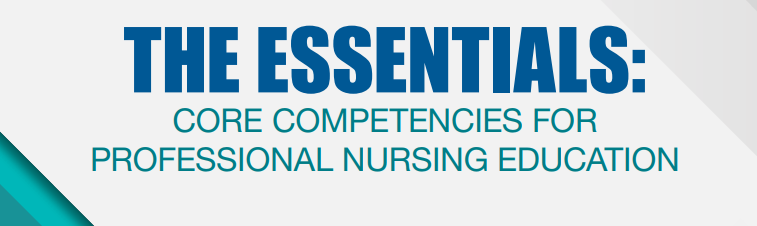 THE ESSENTIALS:
CORE COMPETENCIES FOR
PROFESSIONAL NURSING EDUCATION